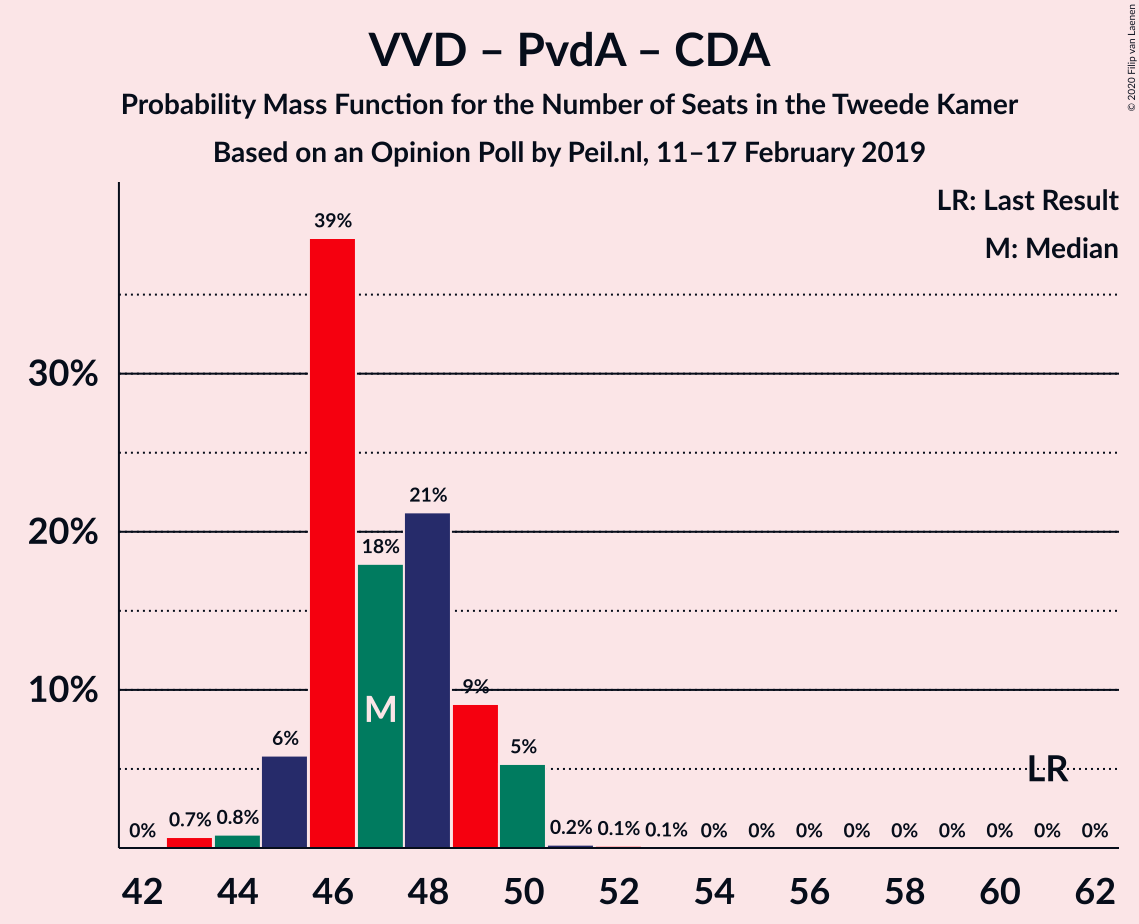 VVD – PvdA – CDA
Probability Mass Function for the Number of Seats in the Tweede Kamer
Based on an Opinion Poll by Peil.nl, 11–17 February 2019
© 2020 Filip van Laenen
LR: Last Result
M: Median
39%
30%
21%
20%
18%
10%
9%
M
6%
5%
LR
0% 0.7% 0.8% 0.2% 0.1% 0.1% 0% 0% 0% 0% 0% 0% 0% 0% 0%
42 44 46 48 50 52 54 56 58 60 62